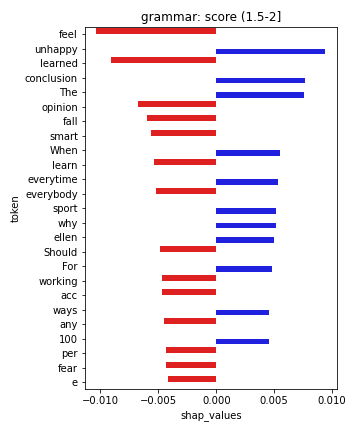 grammar: score (1.5-2]
feel
unhappy
learned
conclusion
The
opinion
fall
smart
When
learn
everytime
everybody
sport
why
ellen
Should
For
working
acc
ways
any
100
per
fear
e
token
−0.010 −0.005 0.000 0.005 0.010
shap_values